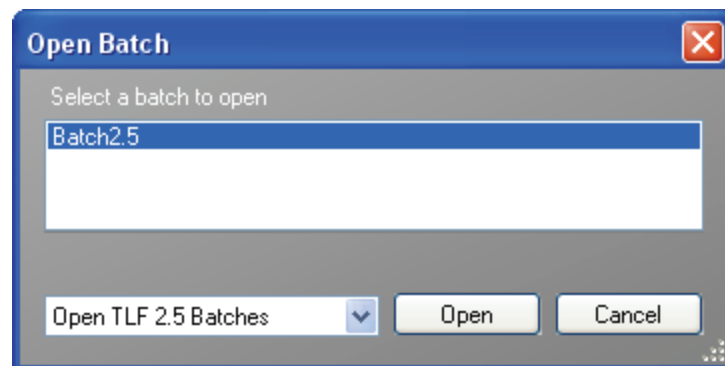 Open Batch
Select a batch to open
Batch2.5
Open TLF 2.5 Batches
Open
Cancel